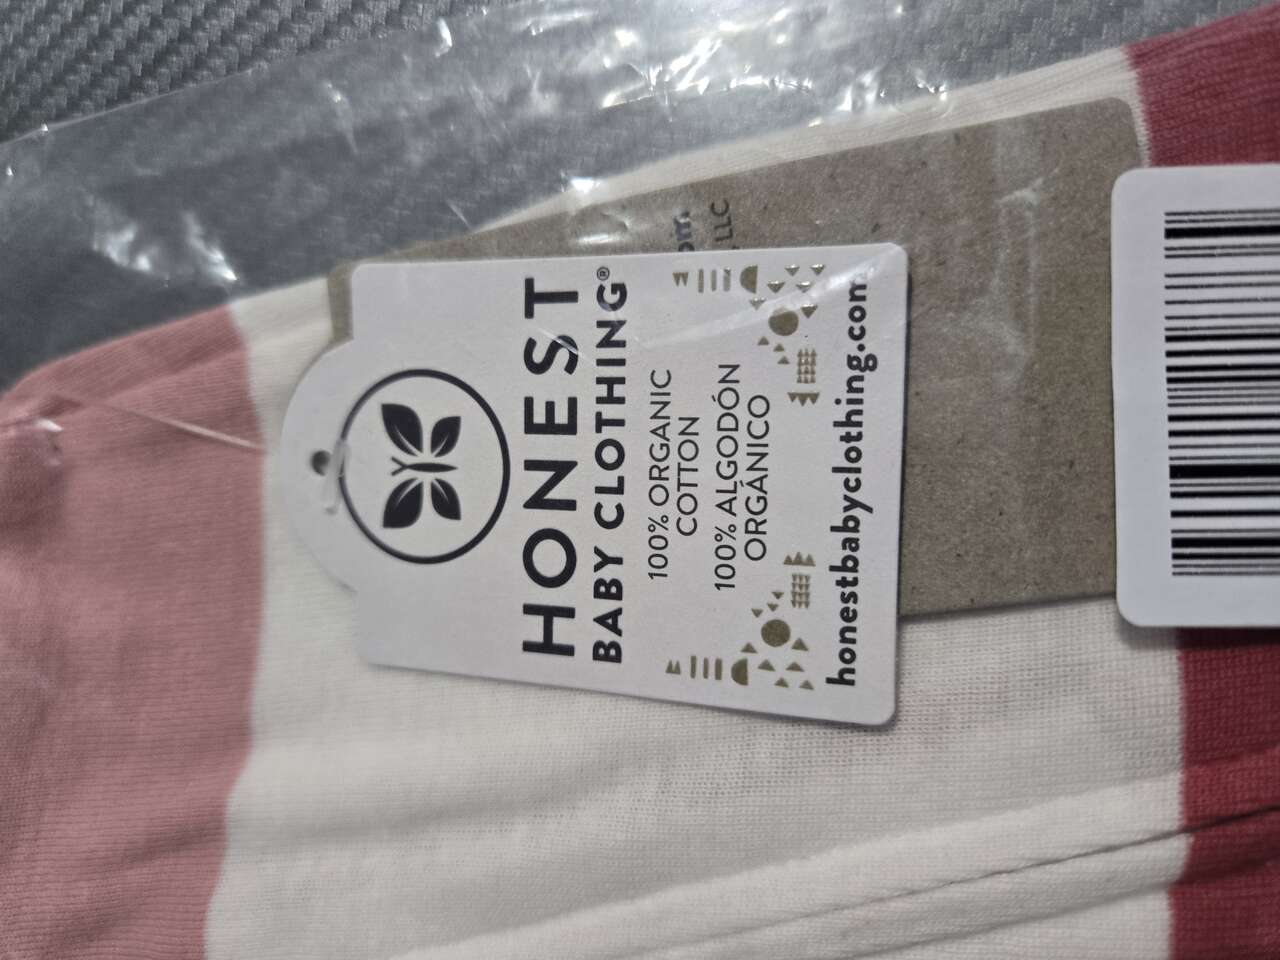 HONEST
BABY CLOTHING®
100% ORGANIC
COTTON
100% ALGODÓN
ORGÁNICO
honestbabyclothing.com
LLC